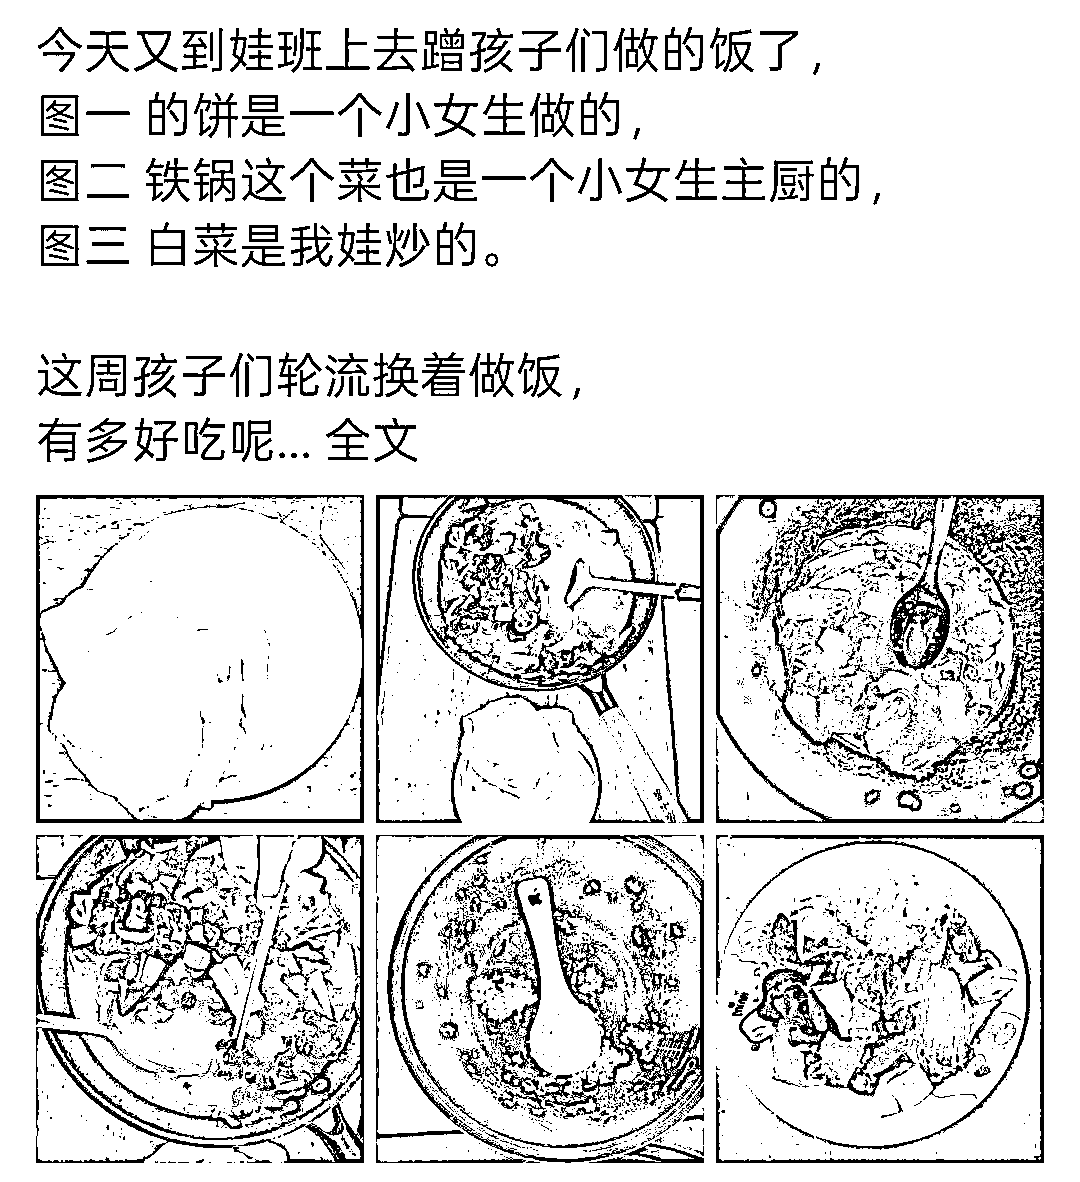 今天又到娃班上去蹭孩子们做的饭了,
图一 的饼是一个小女生做的,
图二 铁锅这个菜也是一个小女生主厨的,
图三 白菜是我娃炒的。
这周孩子们轮流换着做饭,
有多好吃呢... 全文